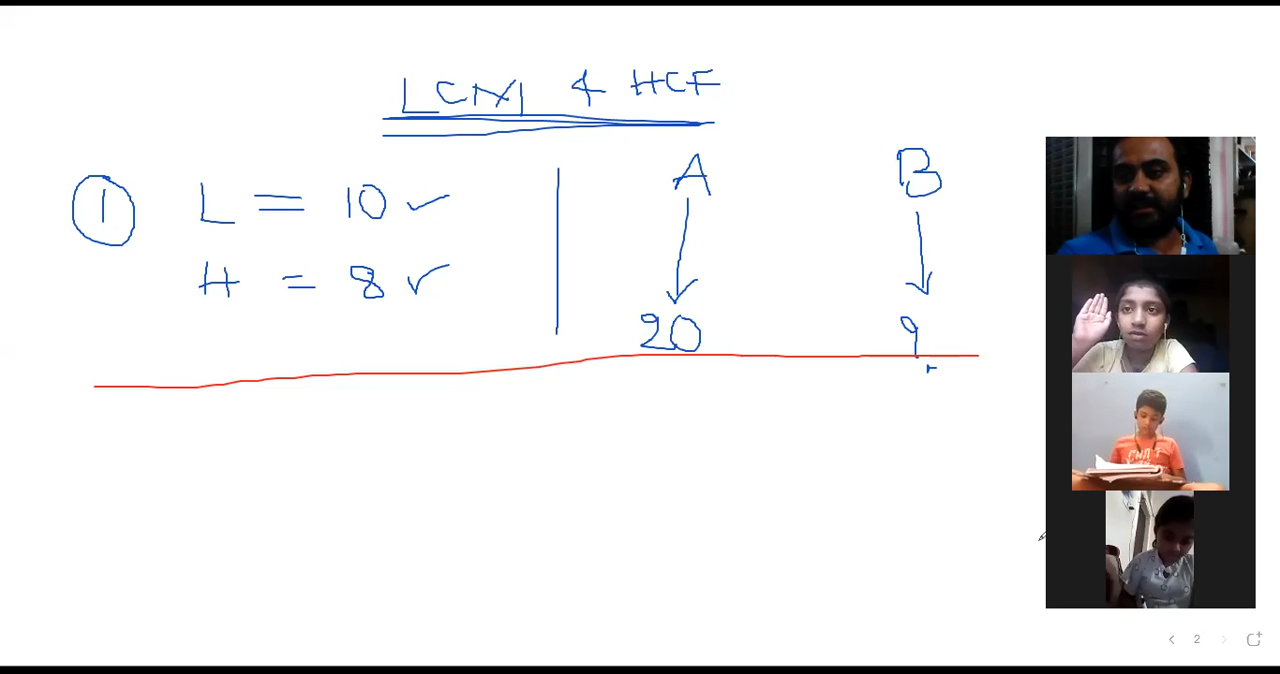 LCM & HCF
① L = 10 ✓
H = 8 ✓
A B
20 9
2